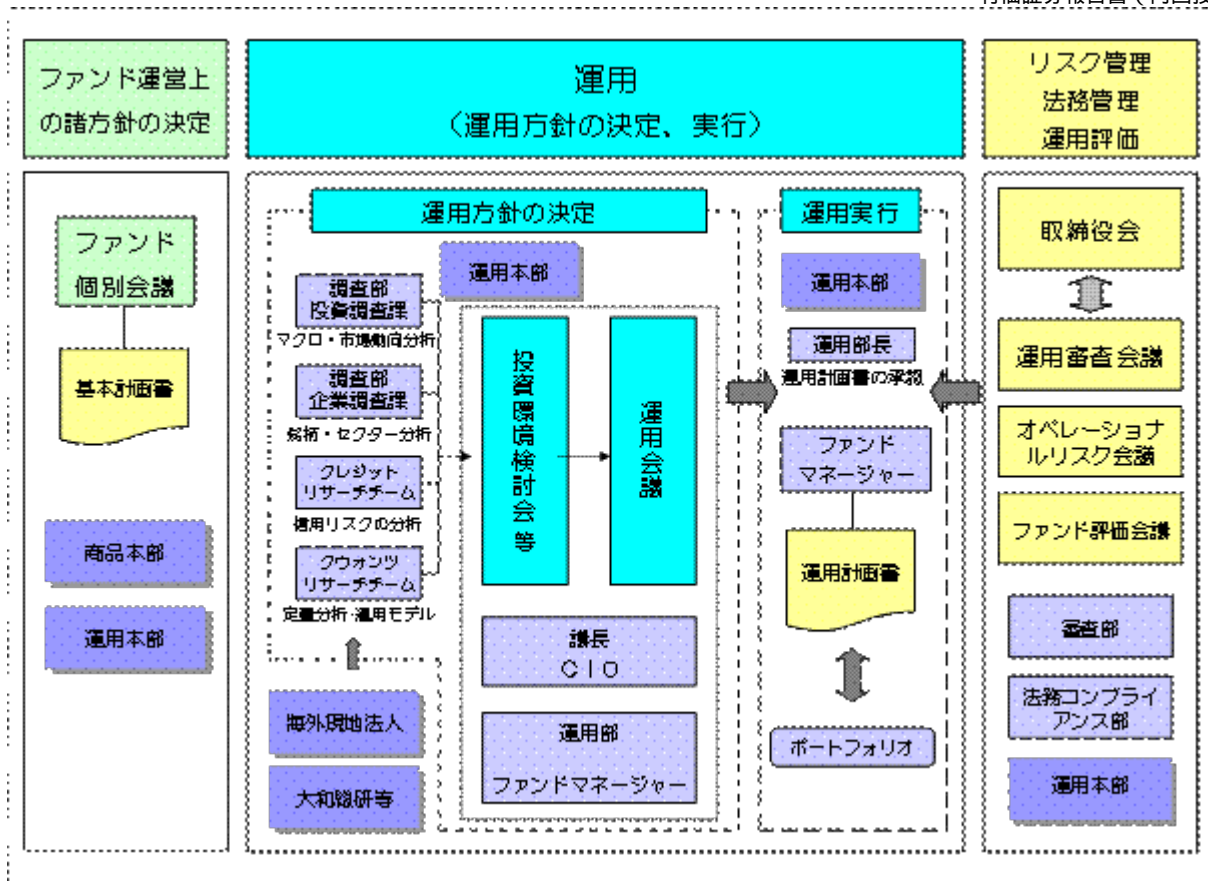 ファンド運営上
の諸方針の決定
運用
(運用方針の決定、実行)
リスク管理
法務管理
運用評価
ファンド
個別会議
基本計画書
商品本部
運用本部
運用方針の決定
運用本部
調査部
投資調査課
マクロ・市場動向分析
調査部
企業調査課
銘柄・セクター分析
クレジット
リサーチチーム
信用リスクの分析
クウォンツ
リサーチチーム
定量分析・運用モデル
海外現地法人
大和総研等
投資環境検討会等
運用会議
議長
CIO
運用部
ファンドマネージャー
運用実行
運用本部
運用部長
運用計画書の承認
ファンド
マネージャー
運用計画書
ポートフォリオ
取締役会
運用審査会議
オペレーショナ
ルリスク会議
ファンド評価会議
審査部
法務コンプライ
アンス部
運用本部